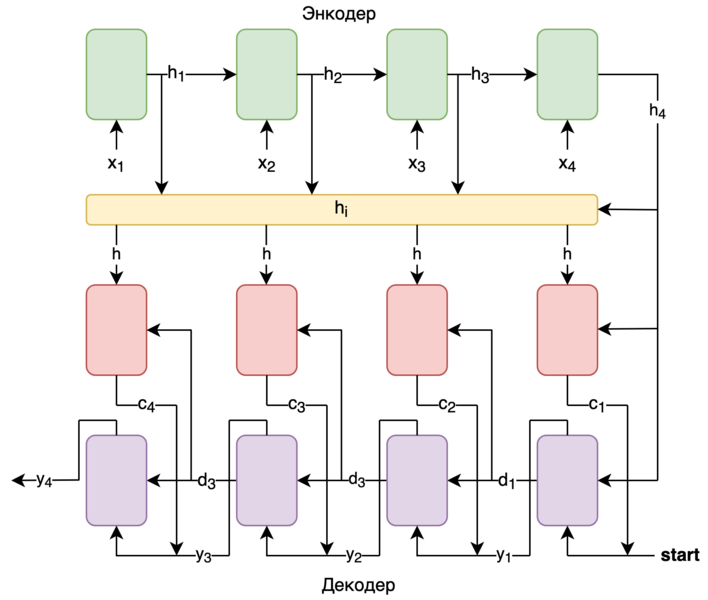 Энкодер
h₁ h₂ h₃
h₄
x₁ x₂ x₃ x₄
hᵢ
h h h h
c₄ c₃ c₂ c₁
y₄ d₃ d₃ d₁
y₃ y₂ y₁ start
Декодер